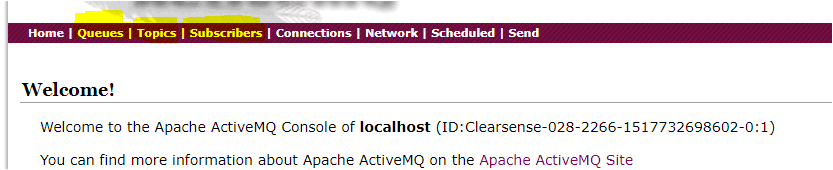 Home | Queues | Topics | Subscribers | Connections | Network | Scheduled | Send
Welcome!
Welcome to the Apache ActiveMQ Console of localhost (ID:Clearsense-028-2266-1517732698602-0:1)
You can find more information about Apache ActiveMQ on the Apache ActiveMQ Site